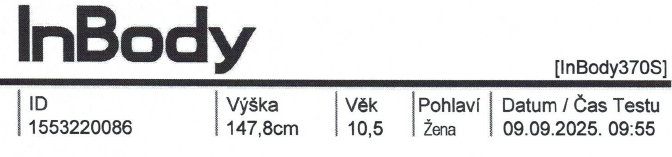 InBody
[InBody370S]
ID Výška Věk Pohlaví Datum / Čas Testu
1553220086 147,8cm 10,5 Žena 09.09.2025. 09:55